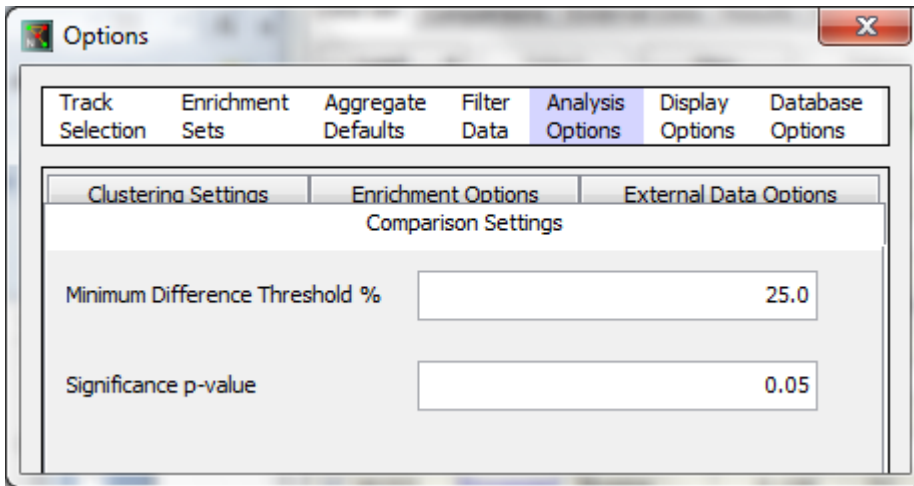 Options
Track Enrichment Aggregate Filter Analysis Display Database
Selection Sets Defaults Data Options Options Options
Clustering Settings Enrichment Options External Data Options
Comparison Settings
Minimum Difference Threshold % 25.0
Significance p-value 0.05